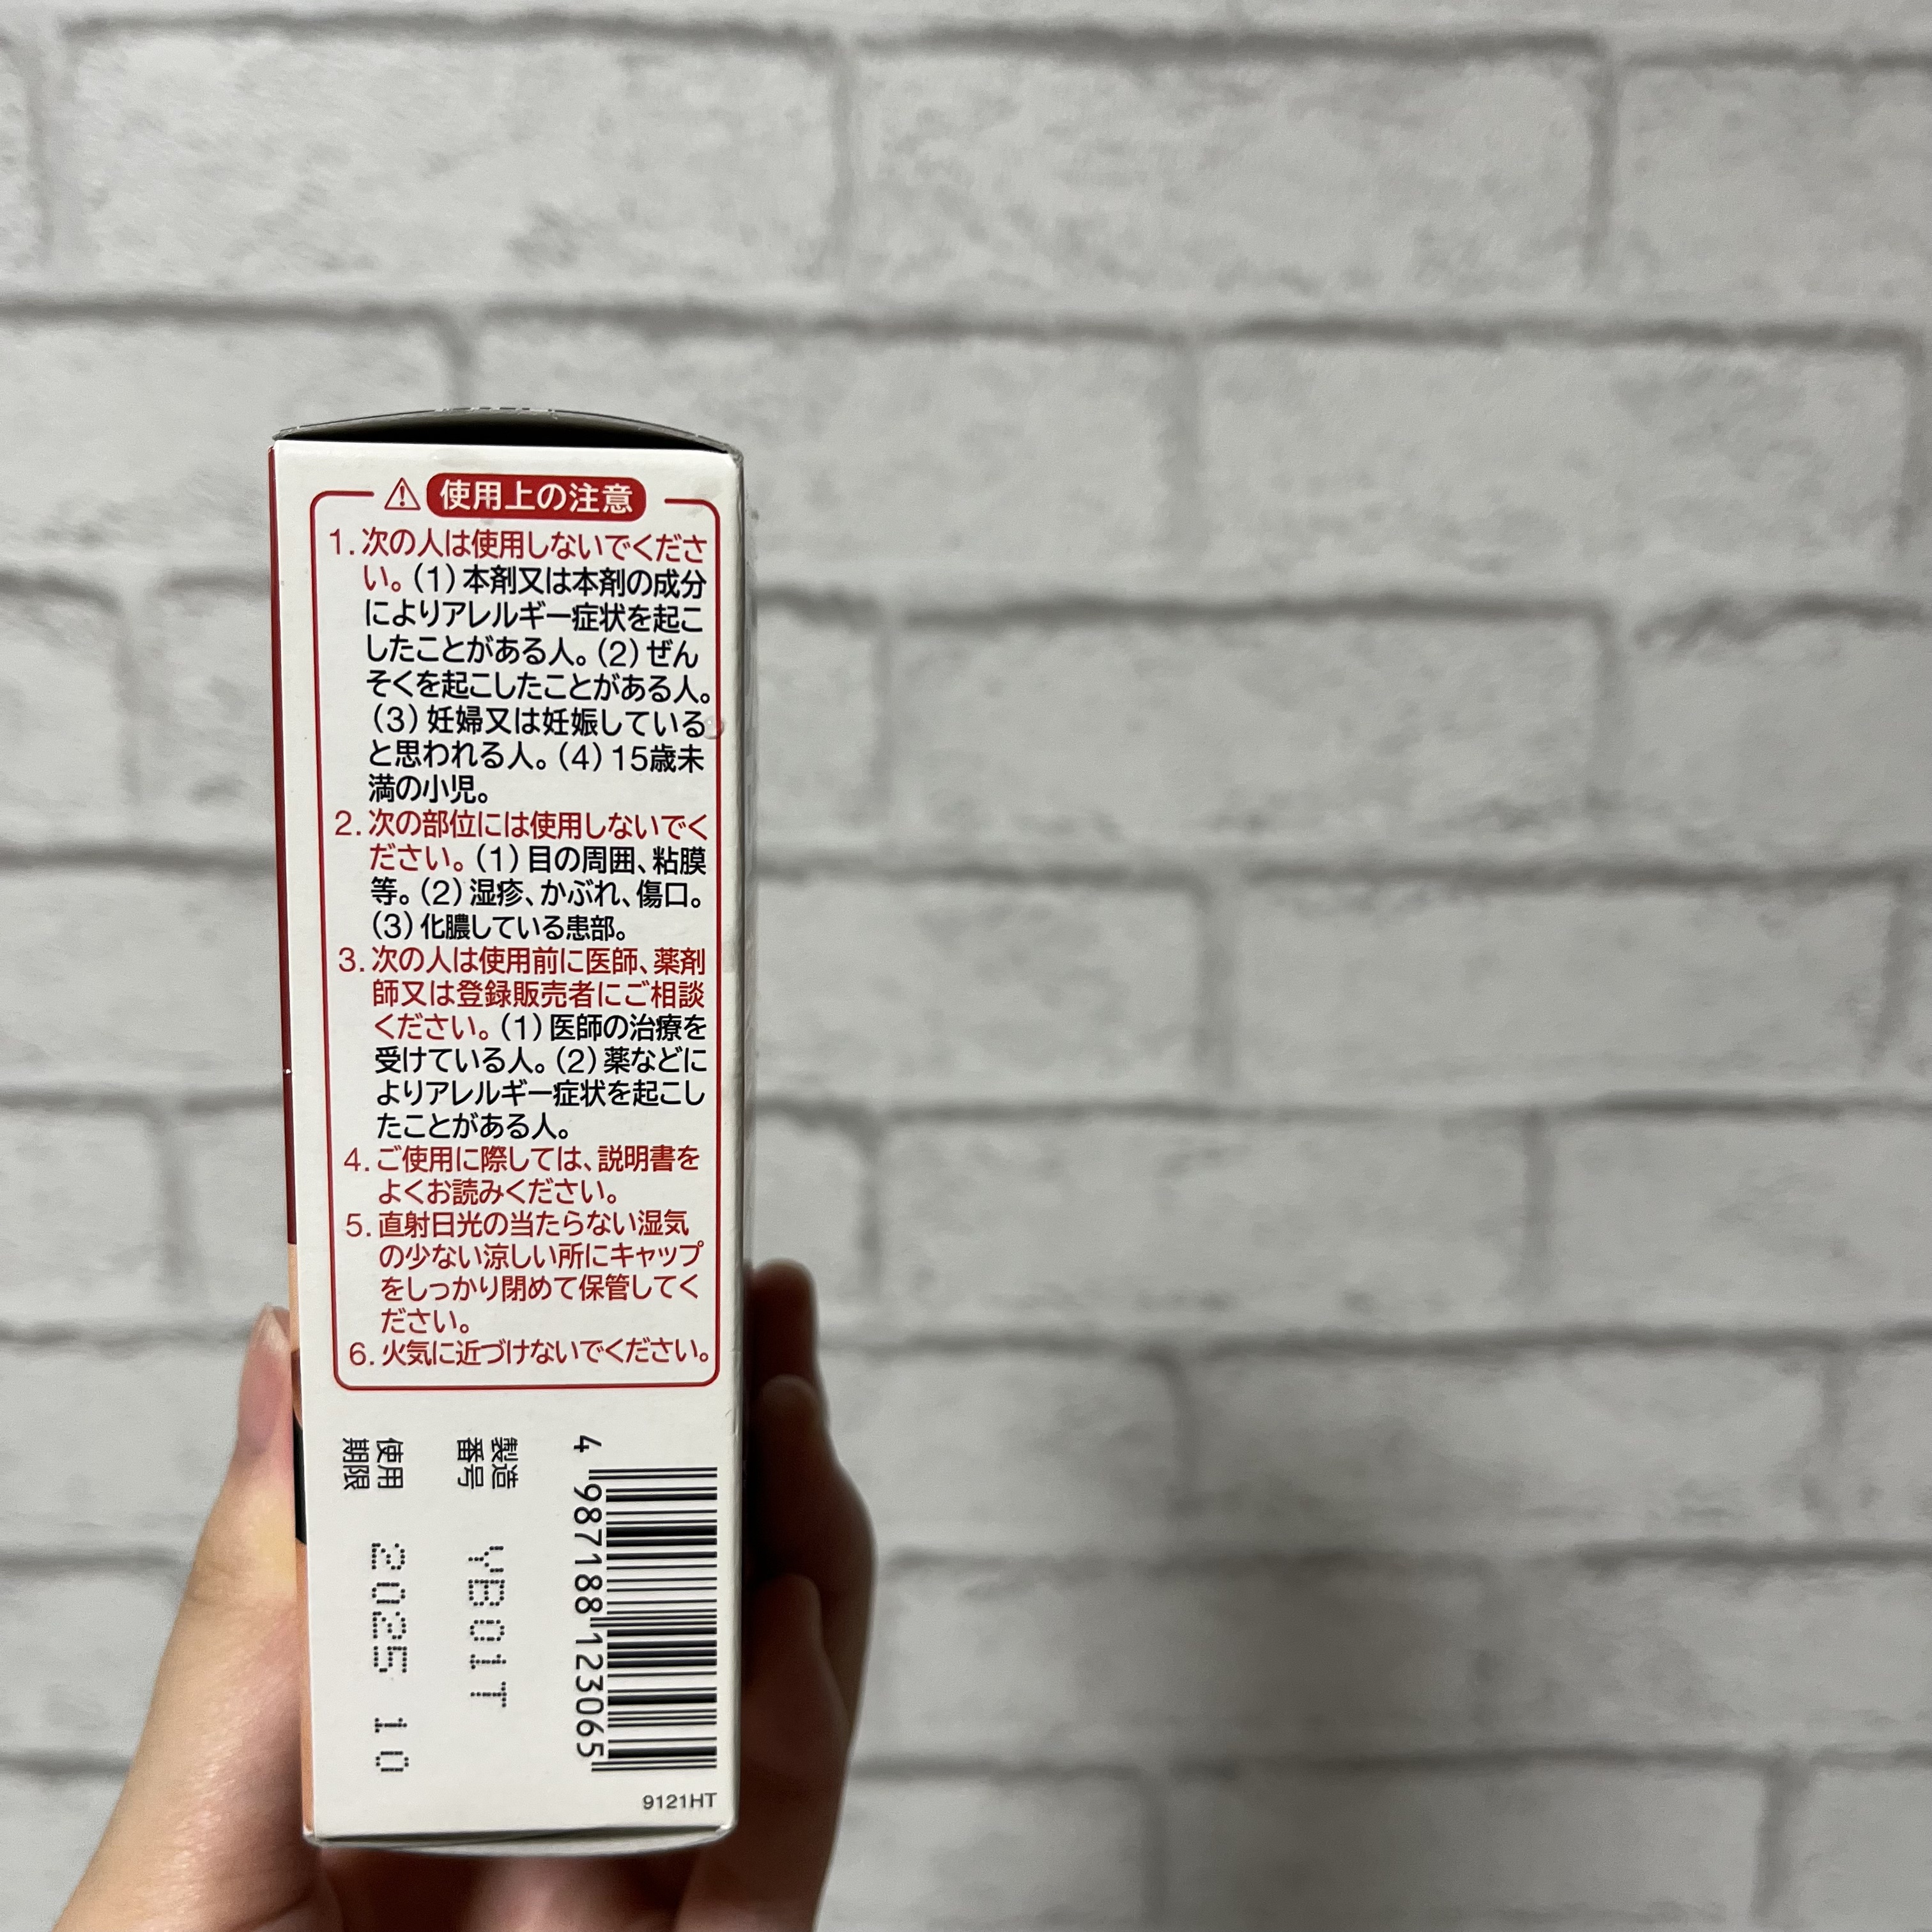 使用上の注意
1. 次の人は使用しないでくださ
い。(1)本剤又は本剤の成分
によりアレルギー症状を起こ
したことがある人。(2)ぜん
そくを起こしたことがある人。
(3)妊婦又は妊娠している
と思われる人。(4)15歳未
満の小児。
2. 次の部位には使用しないでく
ださい。(1)目の周囲、粘膜
等。(2)湿疹、かぶれ、傷口。
(3)化膿している患部。
3. 次の人は使用前に医師、薬剤
師又は登録販売者にご相談
ください。(1)医師の治療を
受けている人。(2)薬などに
よりアレルギー症状を起こし
たことがある人。
4. ご使用に際しては、説明書を
よくお読みください。
5. 直射日光の当たらない湿気
の少ない涼しい所にキャップ
をしっかり閉めて保管してく
ださい。
6. 火気に近づけないでください。
4 987188 123065
製造
番号 YB01T
使用
期限 2025 10
9121HT